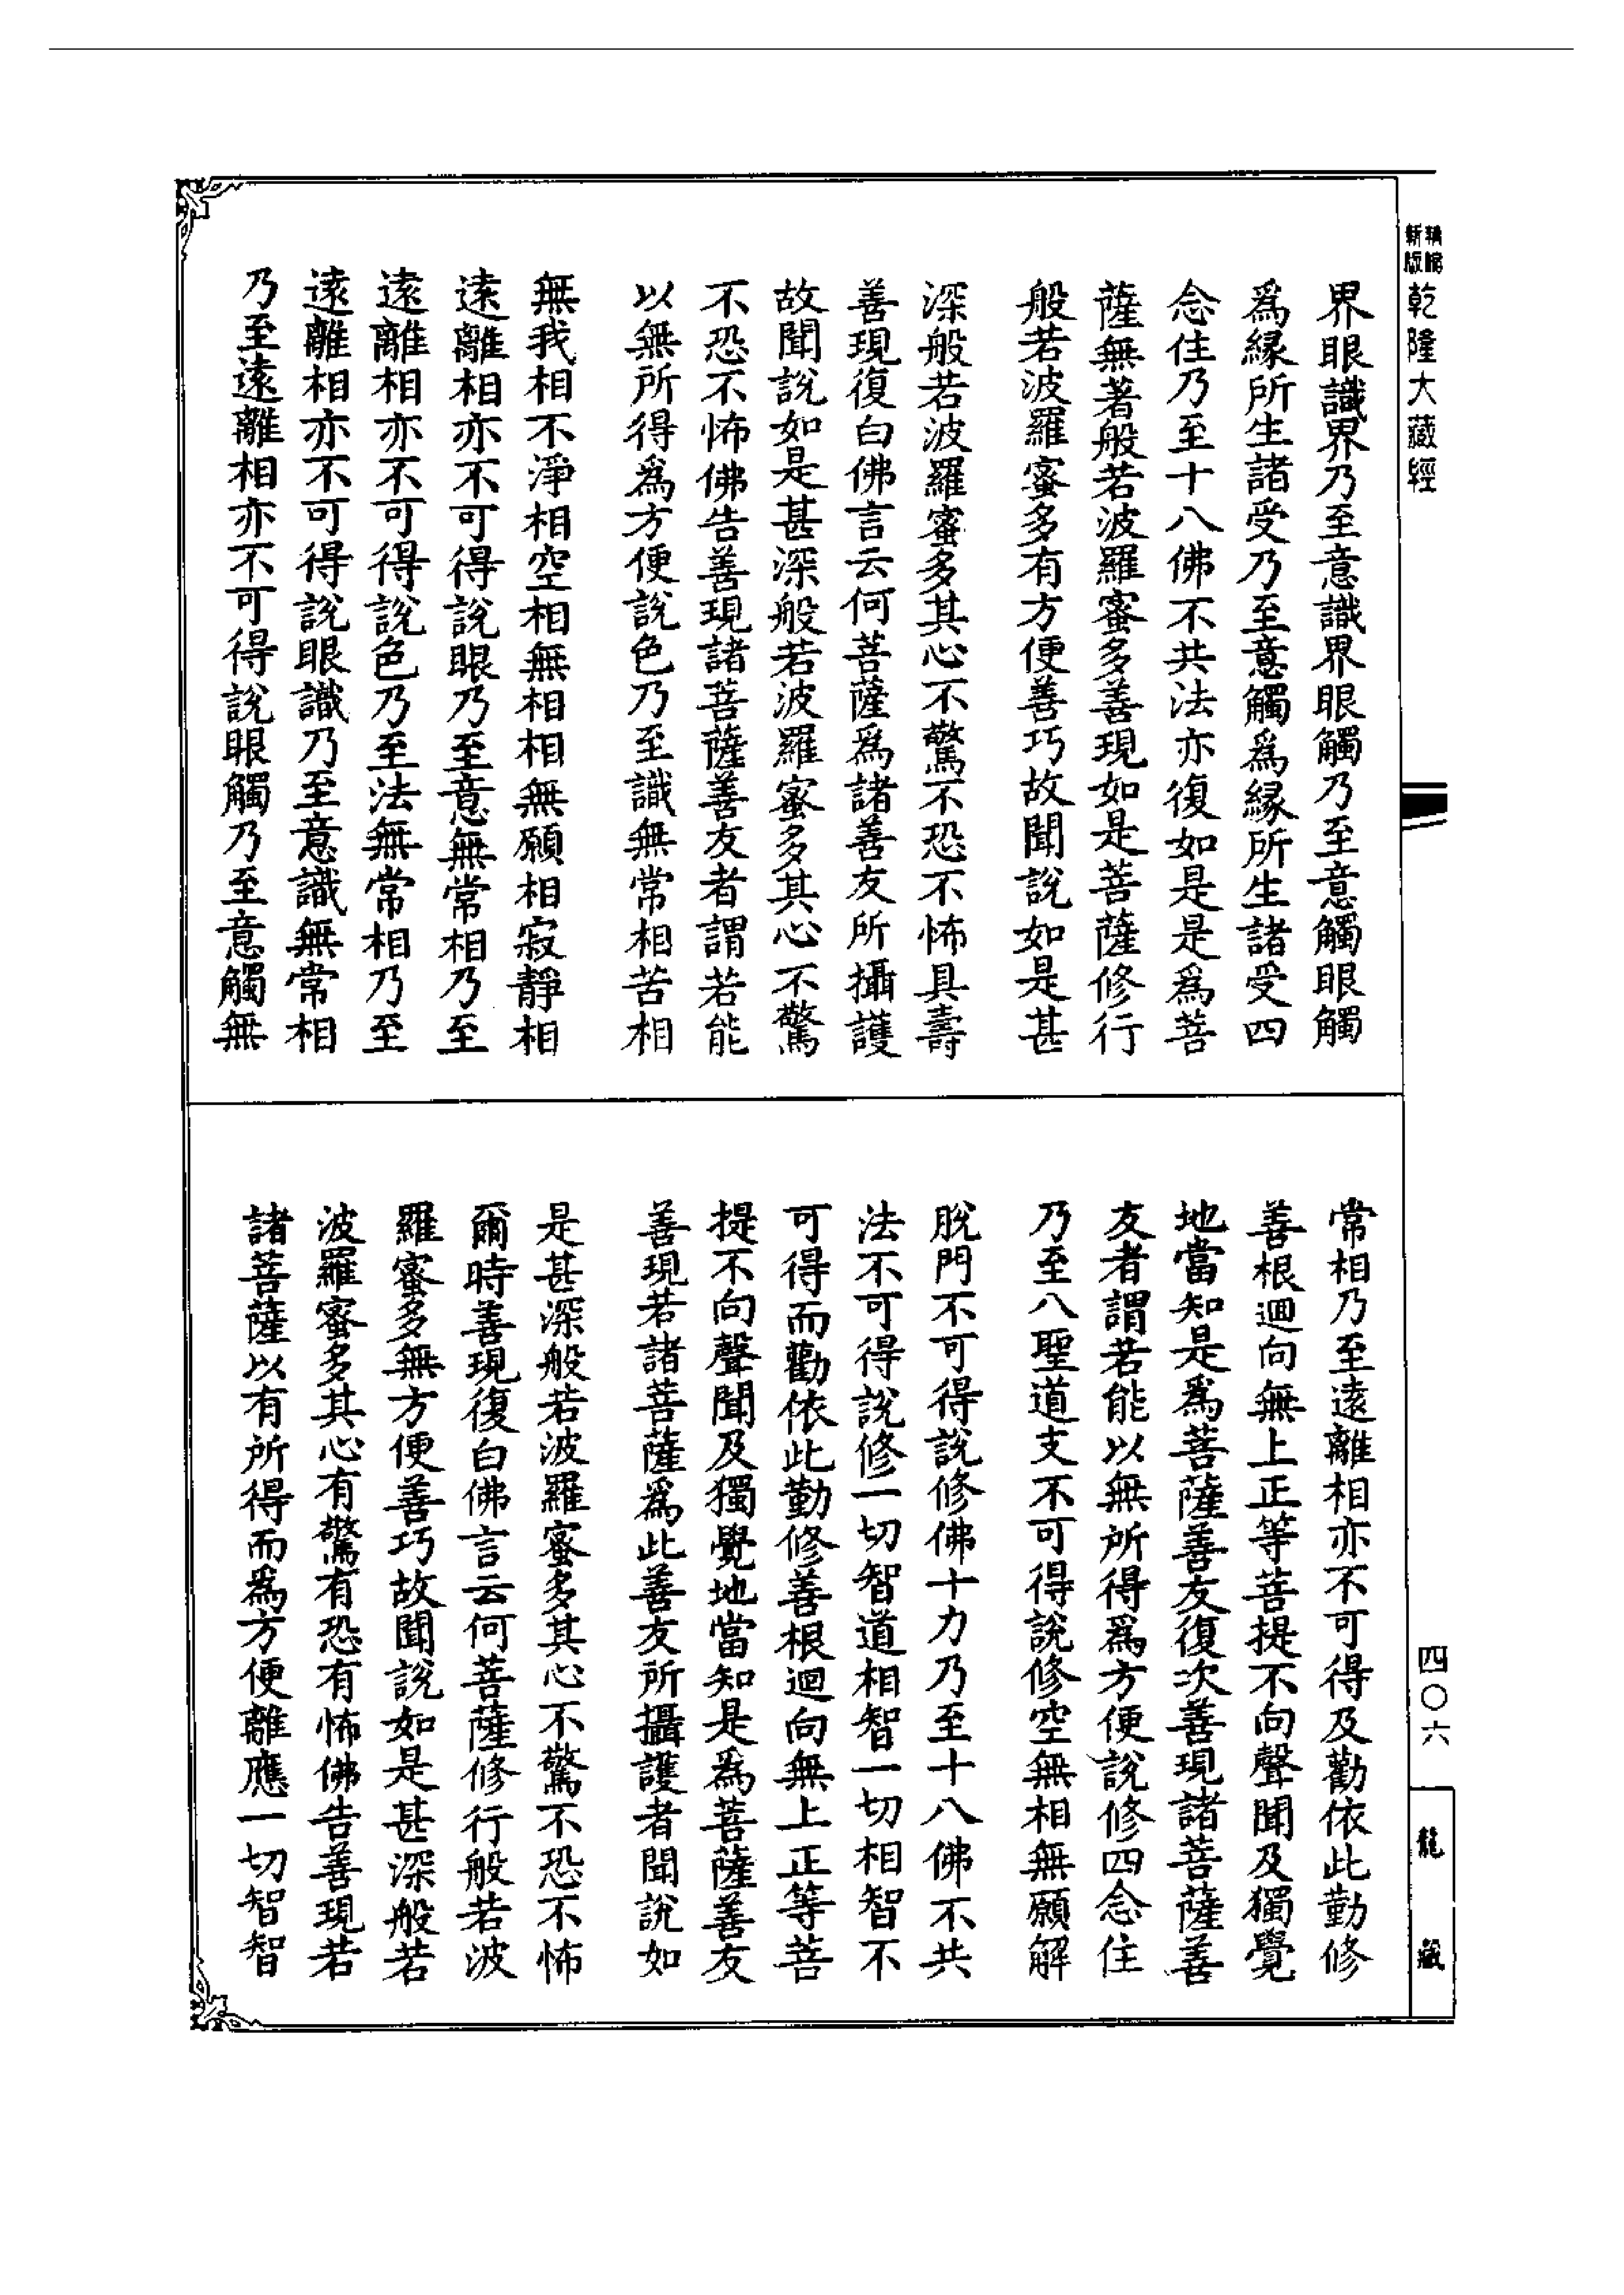 新版
乾隆大藏經
界眼識界乃至意識界眼觸乃至意觸眼觸
爲緣所生諸受乃至意觸爲緣所生諸受四
念住乃至十八佛不共法亦復如是是爲菩
薩無著般若波羅蜜多善現如是菩薩修行
般若波羅蜜多有方便善巧故聞說如是甚
深般若波羅蜜多其心不驚不恐不怖具壽
善現復白佛言云何菩薩爲諸善友所攝護
故聞說如是甚深般若波羅蜜多其心不驚
不恐不怖佛告善現諸菩薩善友者謂若能
以無所得爲方便說色乃至識無常相苦相
無我相不淨相空相無相相無願相寂靜相
遠離相亦不可得說眼乃至意無常相乃至
遠離相亦不可得說色乃至法無常相乃至
遠離相亦不可得說眼識乃至意識無常相
乃至遠離相亦不可得說眼觸乃至意觸無
常相乃至遠離相亦不可得及勸依此勤修
善根迴向無上正等菩提不向聲聞及獨覺
地當知是爲菩薩善友復次善現諸菩薩善
友者謂若能以無所得爲方便說修四念住
乃至八聖道支不可得說修空無相無願解
脫門不可得說修佛十力乃至十八佛不共
法不可得說修一切智道相智一切相智不
可得而勸依此勤修善根迴向無上正等菩
提不向聲聞及獨覺地當知是爲菩薩善友
善現若諸菩薩爲此善友所攝護者聞說如
是甚深般若波羅蜜多其心不驚不恐不怖
爾時善現復白佛言云何菩薩修行般若波
羅蜜多無方便善巧故聞說如是甚深般若
波羅蜜多其心有驚有恐有怖佛告善現若
諸菩薩以有所得而爲方便離應一切智智
四〇六
龍藏